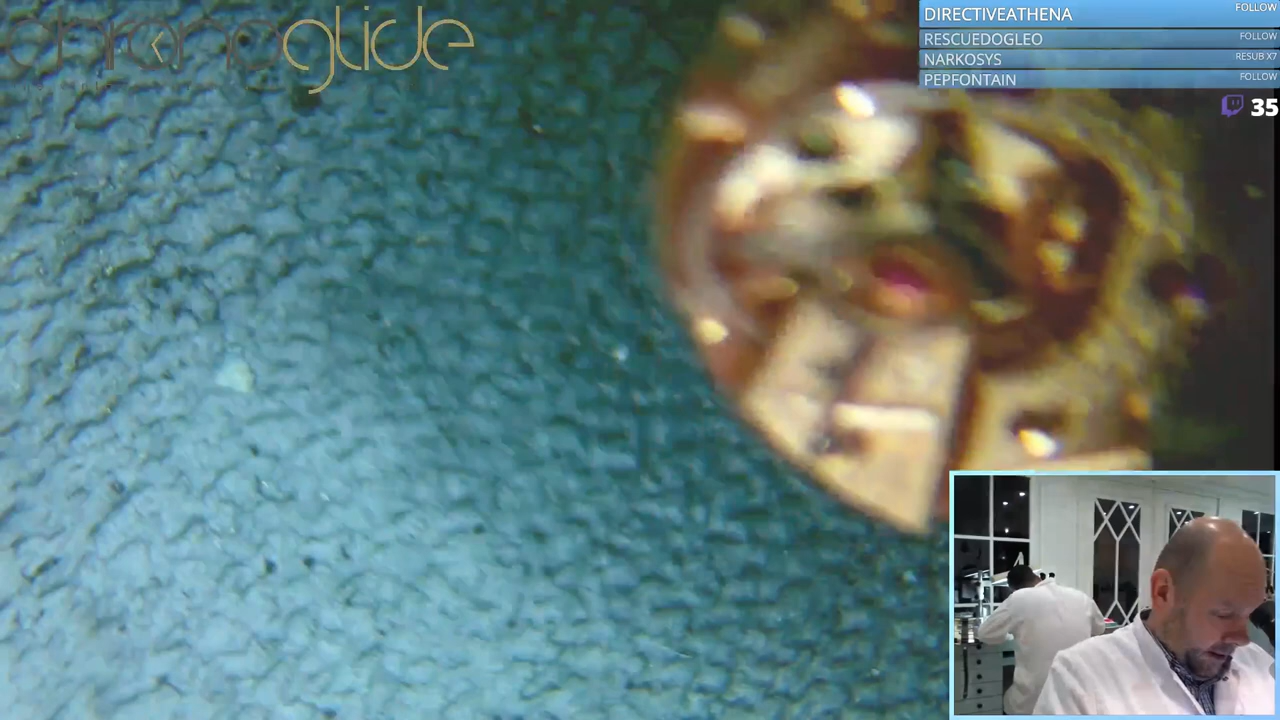 chronoglide
DIRECTIVEATHENA FOLLOW
RESCUEDOGLEO FOLLOW
NARKOSYS RESUB X7
PEPFONTAIN FOLLOW
35